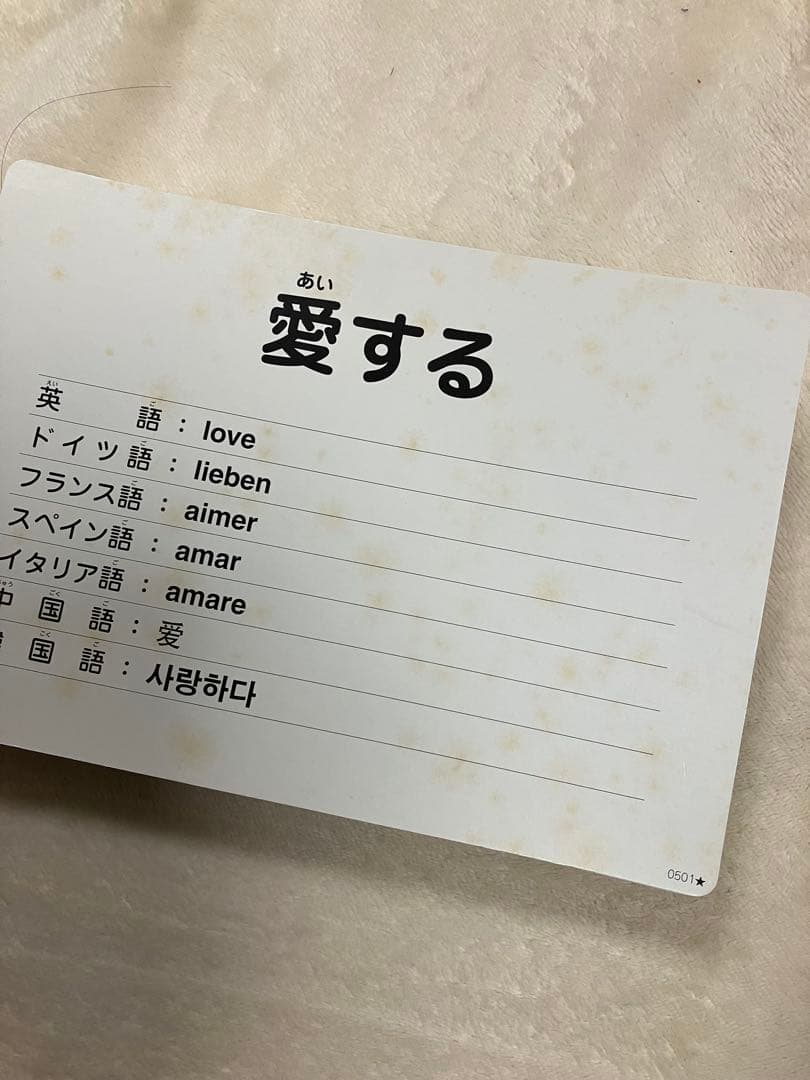 あい
愛する
英語：love
ドイツ語：lieben
フランス語：aimer
スペイン語：amar
イタリア語：amare
中国語：爱
国語：사랑하다
0501★